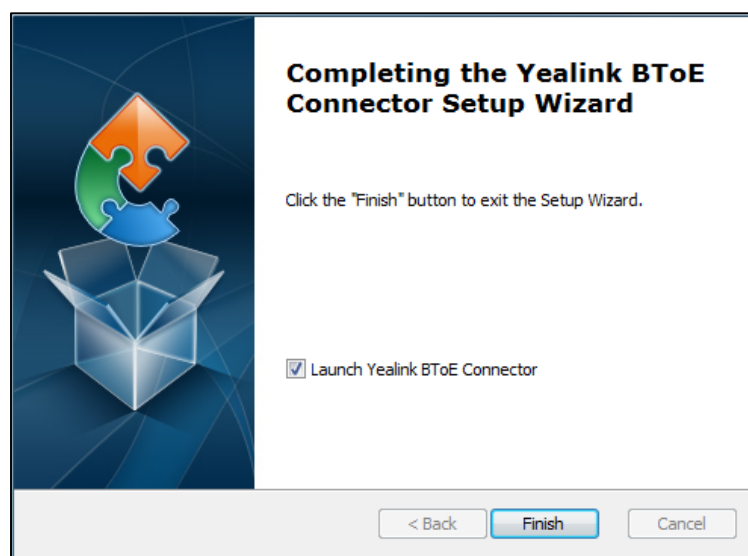 Completing the Yealink BToE
Connector Setup Wizard
Click the "Finish" button to exit the Setup Wizard.
Launch Yealink BToE Connector
< Back
Finish
Cancel